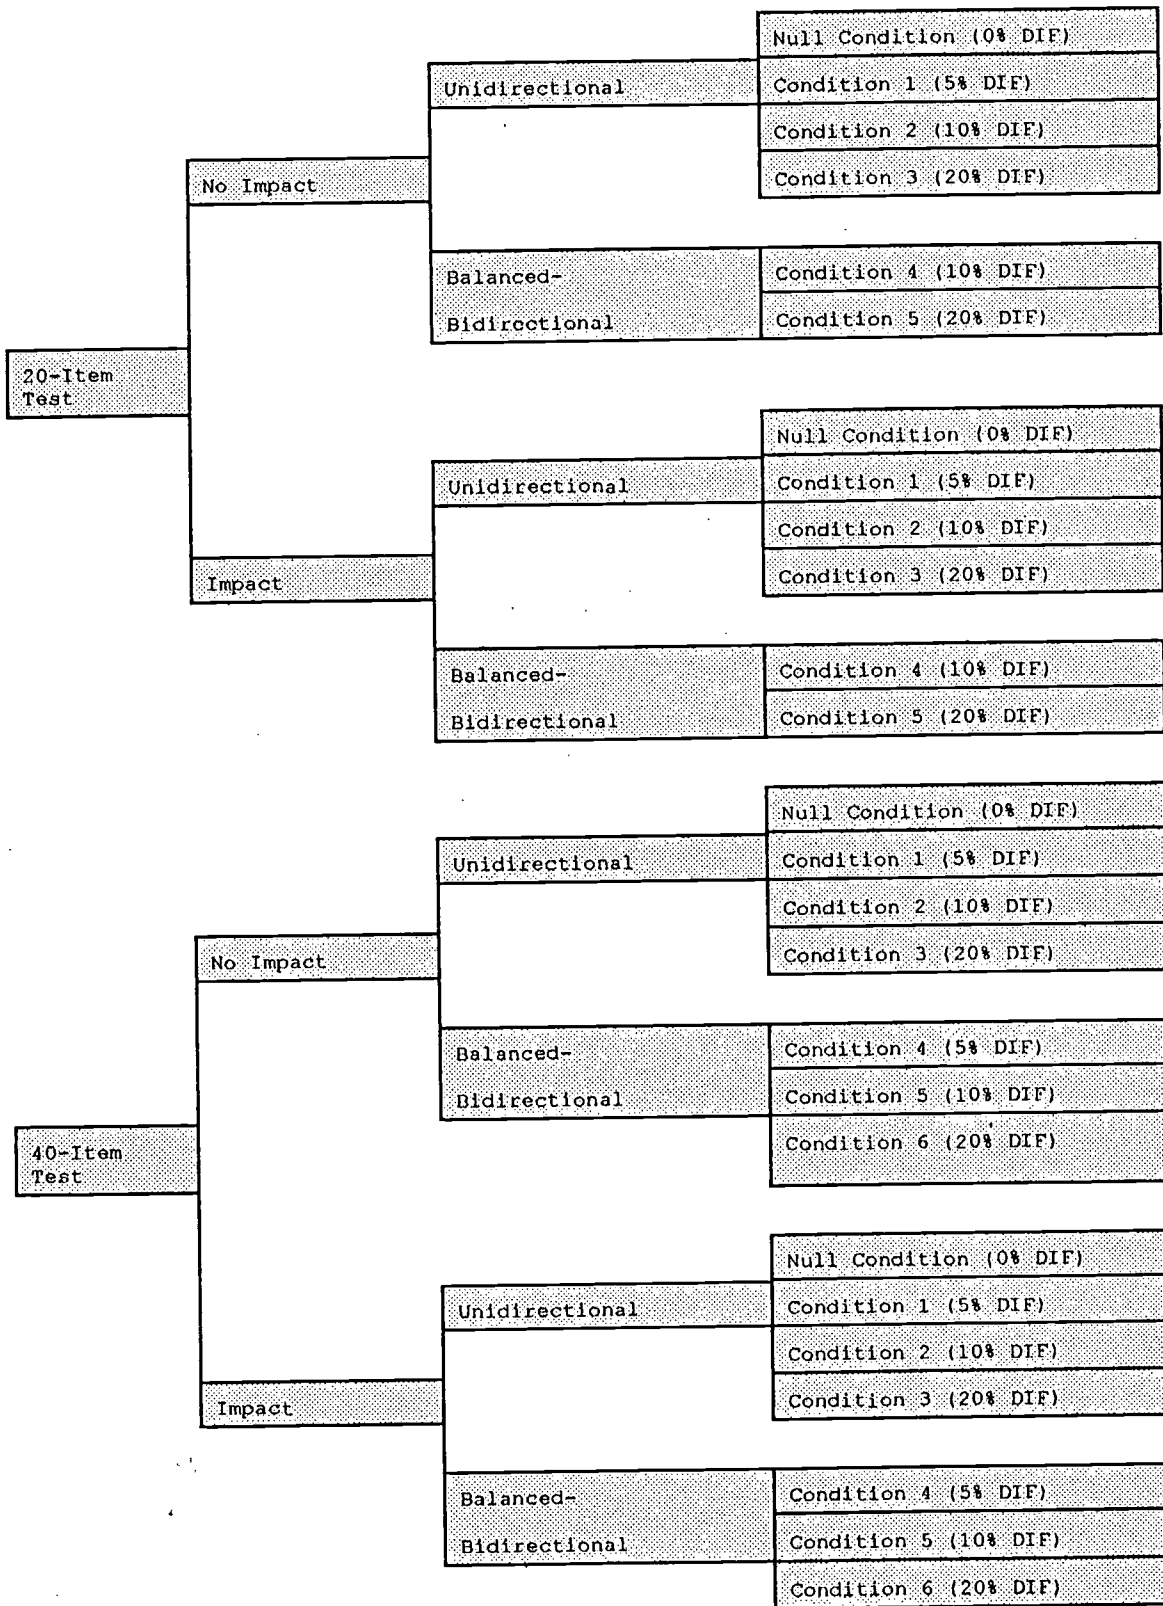 Null Condition (0% DIF)
Unidirectional
Condition 1 (5% DIF)
Condition 2 (10% DIF)
No Impact
Condition 3 (20% DIF)
Balanced-
Bidirectional
Condition 4 (10% DIF)
Condition 5 (20% DIF)
20-Item
Test
Null Condition (0% DIF)
Unidirectional
Condition 1 (5% DIF)
Condition 2 (10% DIF)
Impact
Condition 3 (20% DIF)
Balanced-
Bidirectional
Condition 4 (10% DIF)
Condition 5 (20% DIF)
Null Condition (0% DIF)
Unidirectional
Condition 1 (5% DIF)
Condition 2 (10% DIF)
No Impact
Condition 3 (20% DIF)
Balanced-
Bidirectional
Condition 4 (5% DIF)
Condition 5 (10% DIF)
Condition 6 (20% DIF)
40-Item
Test
Null Condition (0% DIF)
Unidirectional
Condition 1 (5% DIF)
Condition 2 (10% DIF)
Impact
Condition 3 (20% DIF)
Balanced-
Bidirectional
Condition 4 (5% DIF)
Condition 5 (10% DIF)
Condition 6 (20% DIF)